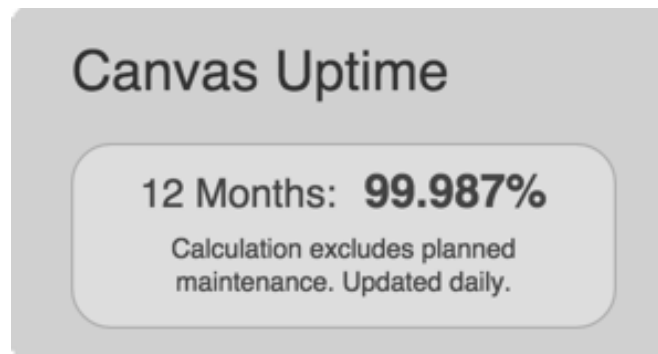 Canvas Uptime
12 Months: 99.987%
Calculation excludes planned
maintenance. Updated daily.